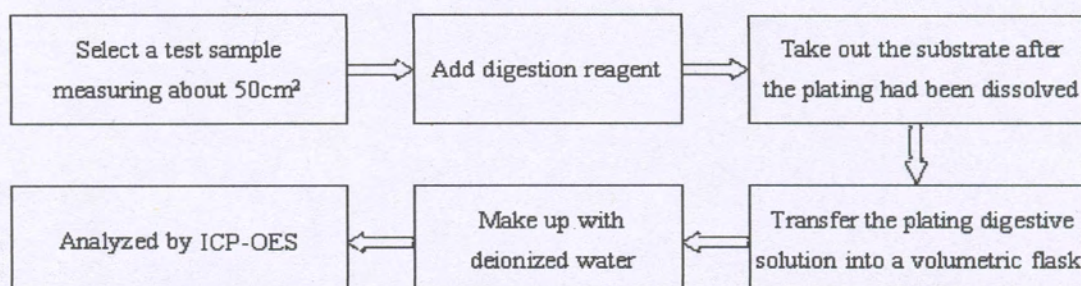 Select a test sample
measuring about 50cm²
Add digestion reagent
Take out the substrate after
the plating had been dissolved
Transfer the plating digestive
solution into a volumetric flask
Make up with
deionized water
Analyzed by ICP-OES